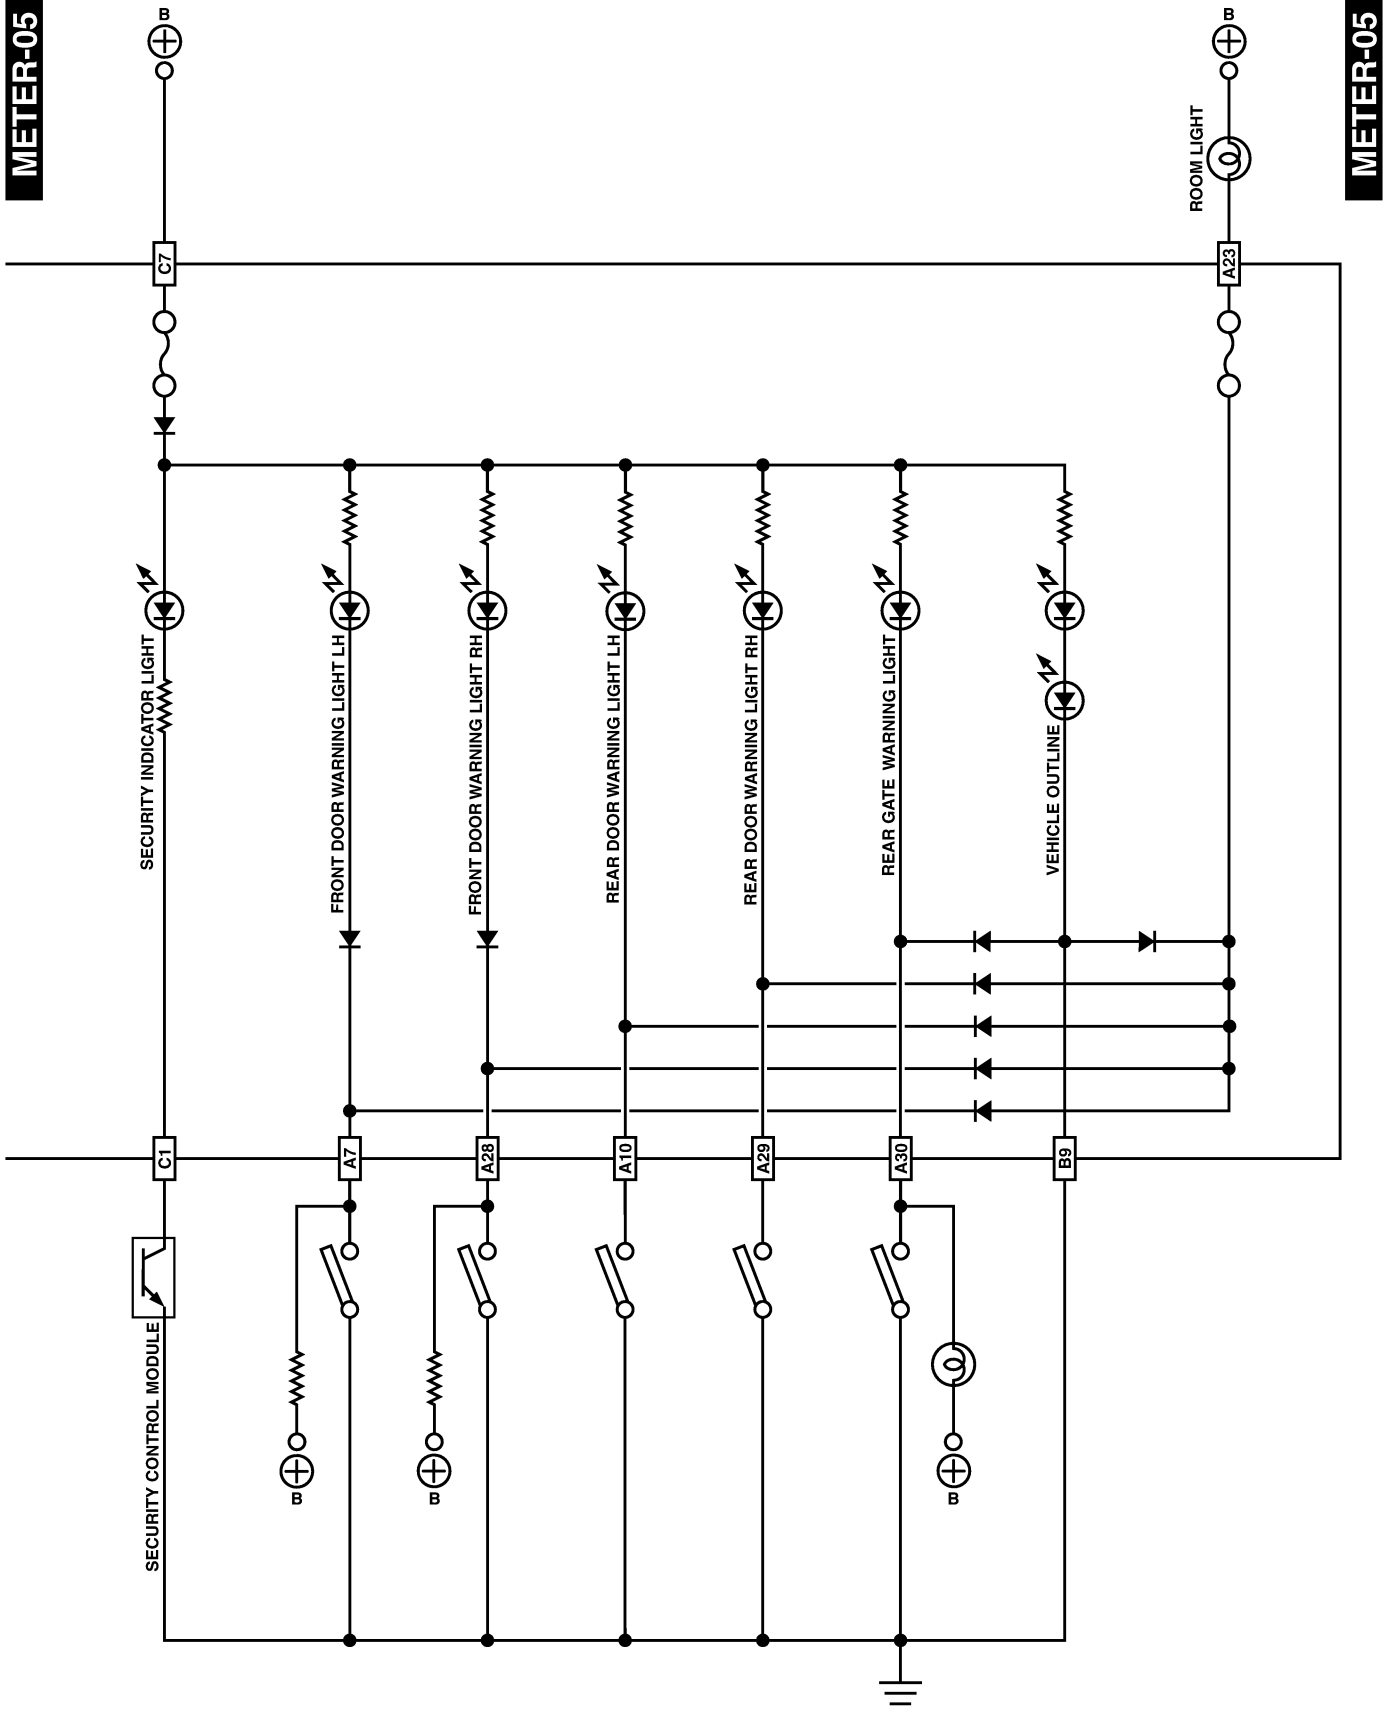 METER-05
B
B
METER-05
ROOM LIGHT
C7
A23
SECURITY INDICATOR LIGHT
FRONT DOOR WARNING LIGHT LH
FRONT DOOR WARNING LIGHT RH
REAR DOOR WARNING LIGHT LH
REAR DOOR WARNING LIGHT RH
REAR GATE WARNING LIGHT
VEHICLE OUTLINE
C1
A7
A28
A10
A29
A30
B9
SECURITY CONTROL MODULE
B
B
B